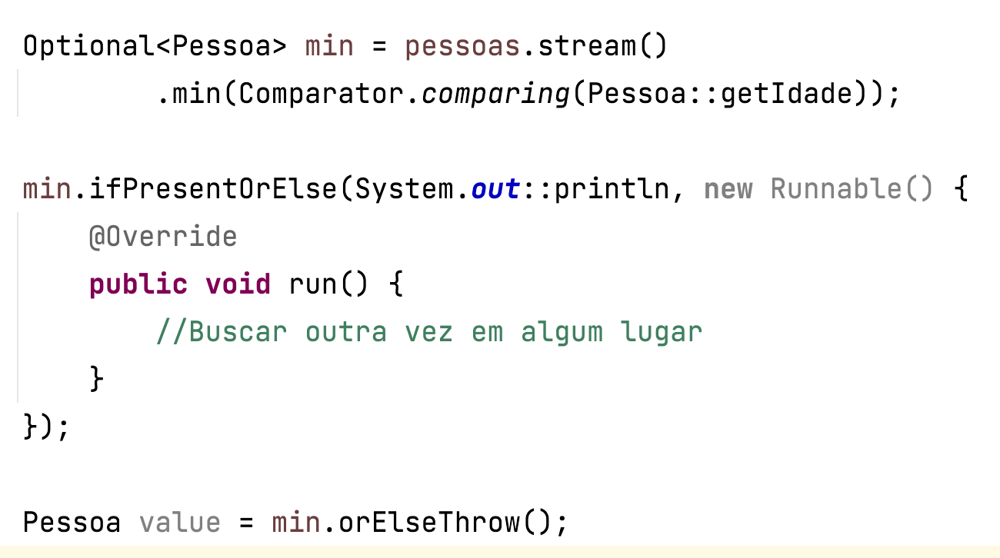 Optional<Pessoa> min = pessoas.stream()
.min(Comparator.comparing(Pessoa::getIdade));
min.ifPresentOrElse(System.out::println, new Runnable() {
@Override
public void run() {
//Buscar outra vez em algum lugar
}
});
Pessoa value = min.orElseThrow();